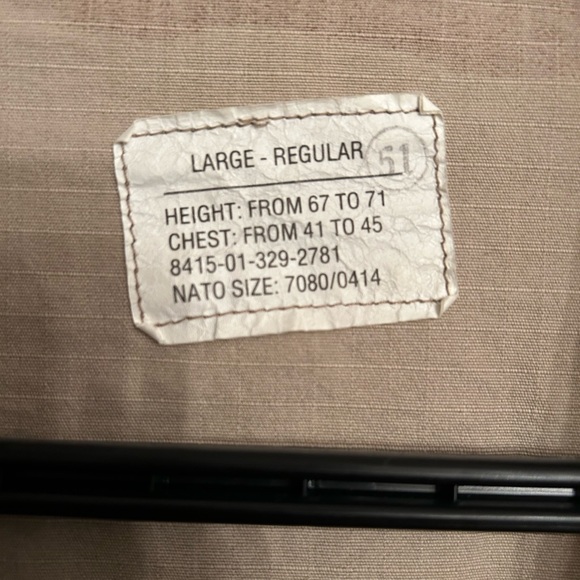 LARGE - REGULAR 51
HEIGHT: FROM 67 TO 71
CHEST: FROM 41 TO 45
8415-01-329-2781
NATO SIZE: 7080/0414